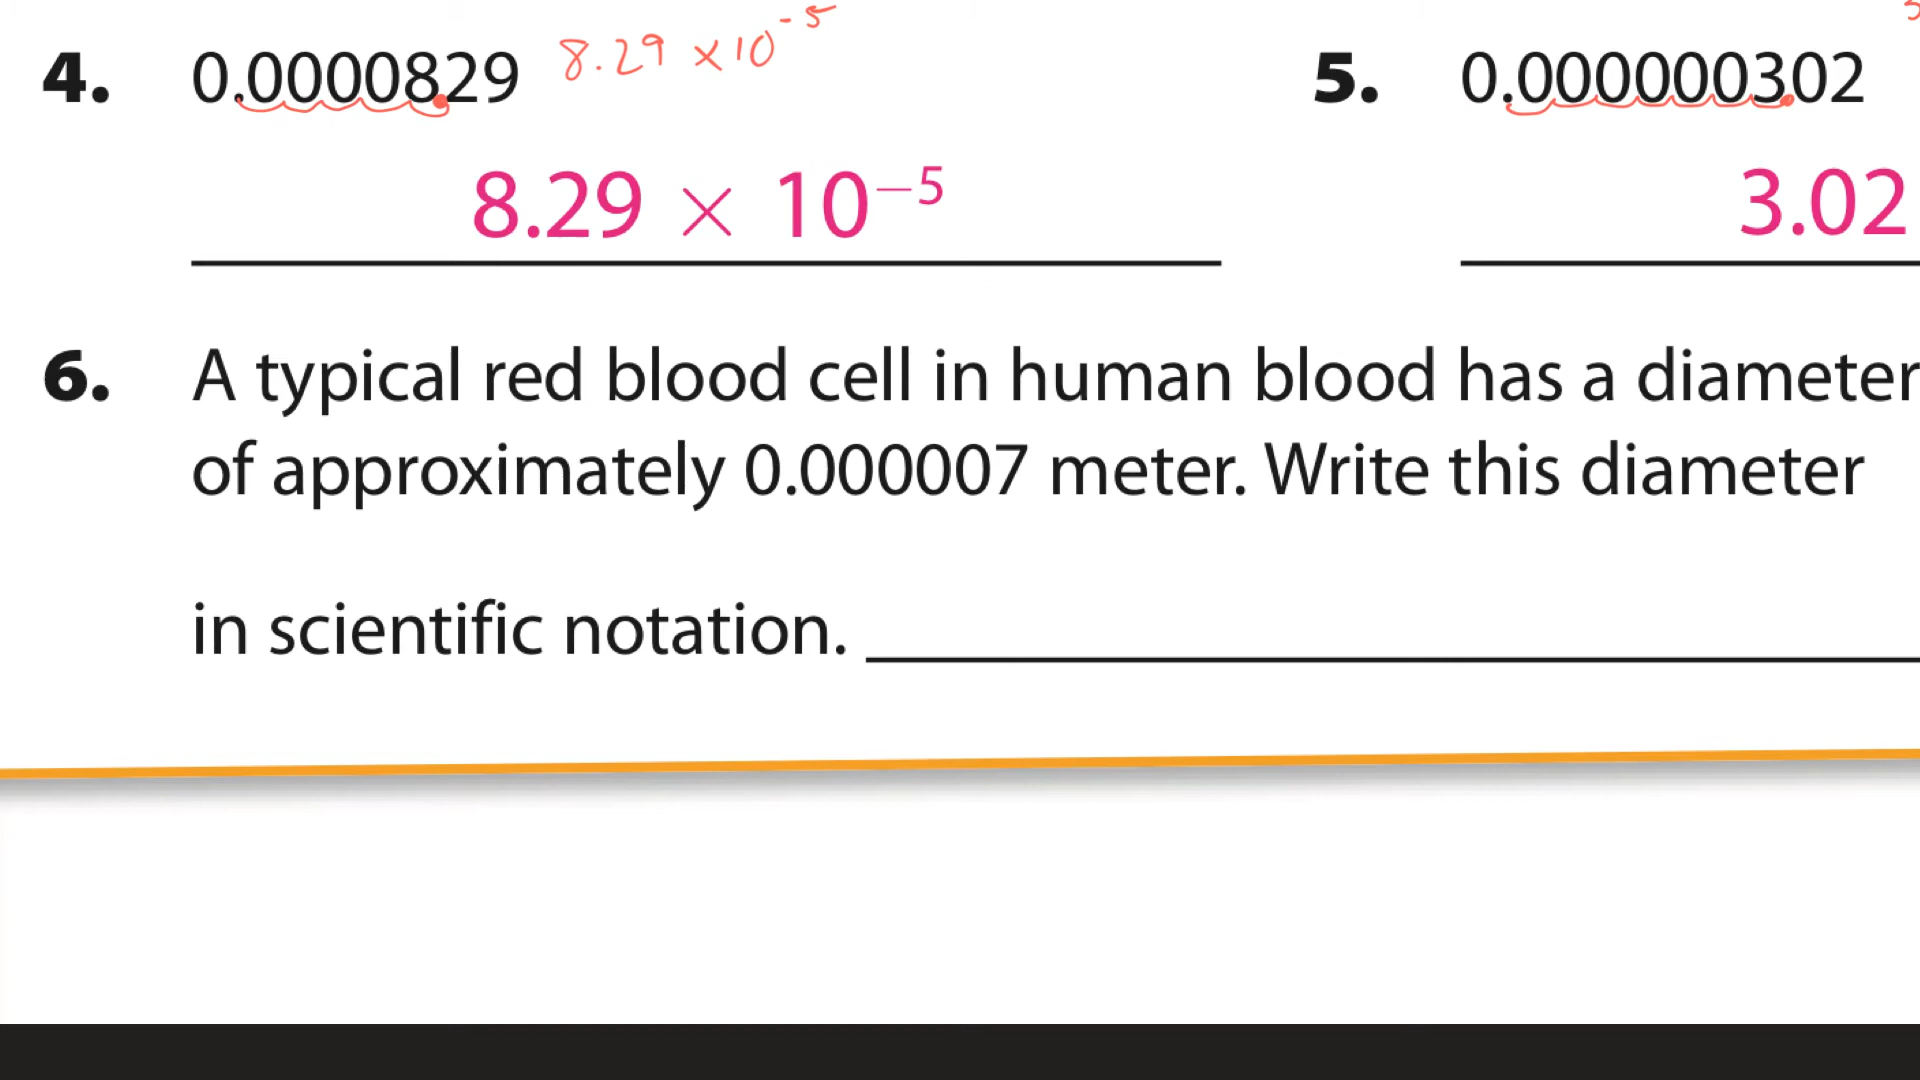 8.29 × 10⁻⁵
4. 0.0000829
5. 0.000000302
8.29 × 10⁻⁵
3.02
6. A typical red blood cell in human blood has a diameter
of approximately 0.000007 meter. Write this diameter
in scientific notation.